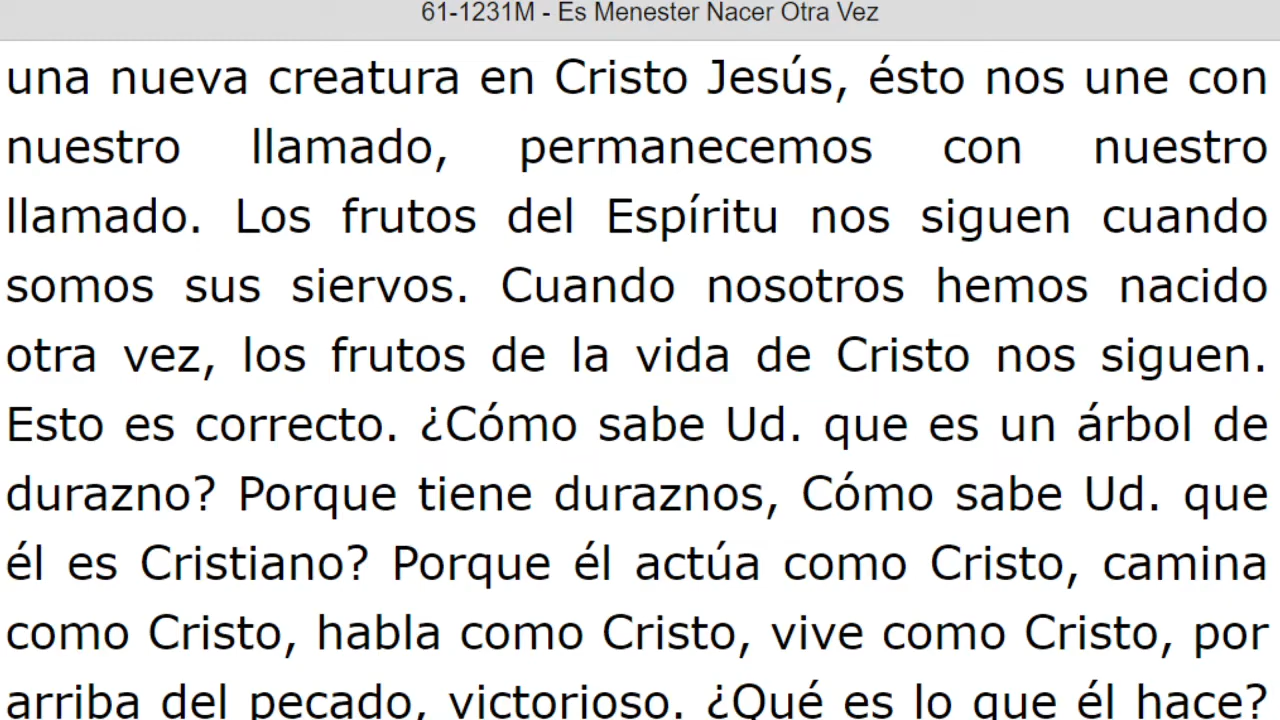 61-1231M - Es Menester Nacer Otra Vez
una nueva creatura en Cristo Jesús, ésto nos une con
nuestro llamado, permanecemos con nuestro
llamado. Los frutos del Espíritu nos siguen cuando
somos sus siervos. Cuando nosotros hemos nacido
otra vez, los frutos de la vida de Cristo nos siguen.
Esto es correcto. ¿Cómo sabe Ud. que es un árbol de
durazno? Porque tiene duraznos, Cómo sabe Ud. que
él es Cristiano? Porque él actúa como Cristo, camina
como Cristo, habla como Cristo, vive como Cristo, por
arriba del pecado, victorioso. ¿Qué es lo que él hace?